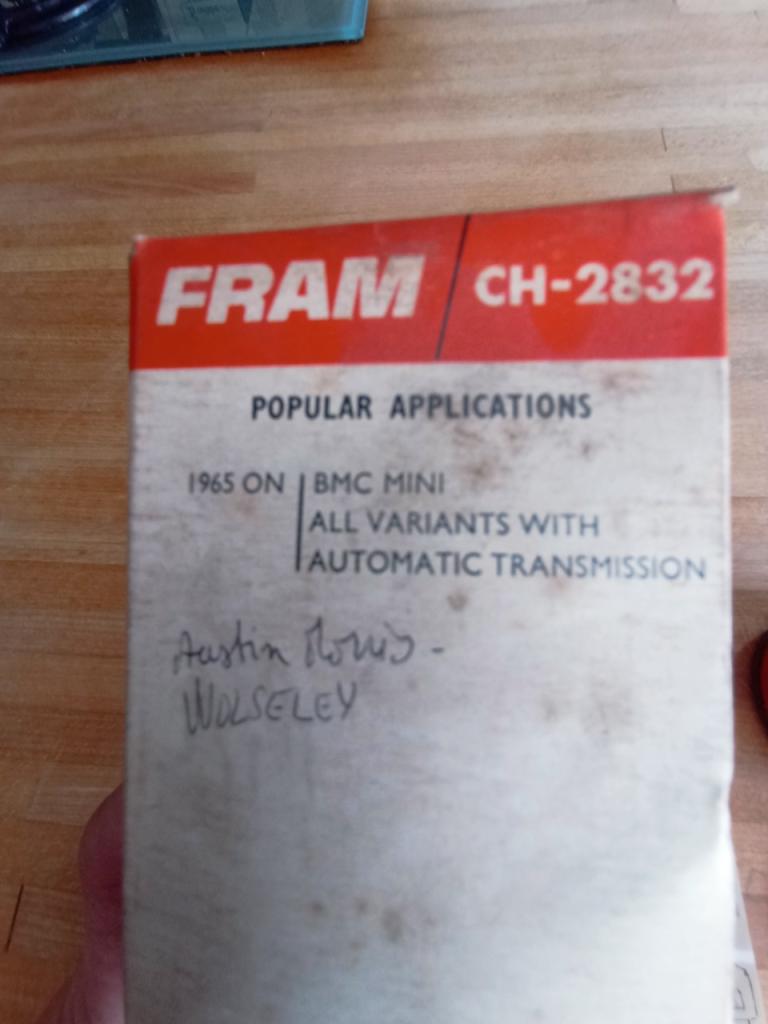 FRAM / CH-2832
POPULAR APPLICATIONS
1965 ON BMC MINI
ALL VARIANTS WITH
AUTOMATIC TRANSMISSION
Austin Morris -
WOLSELEY